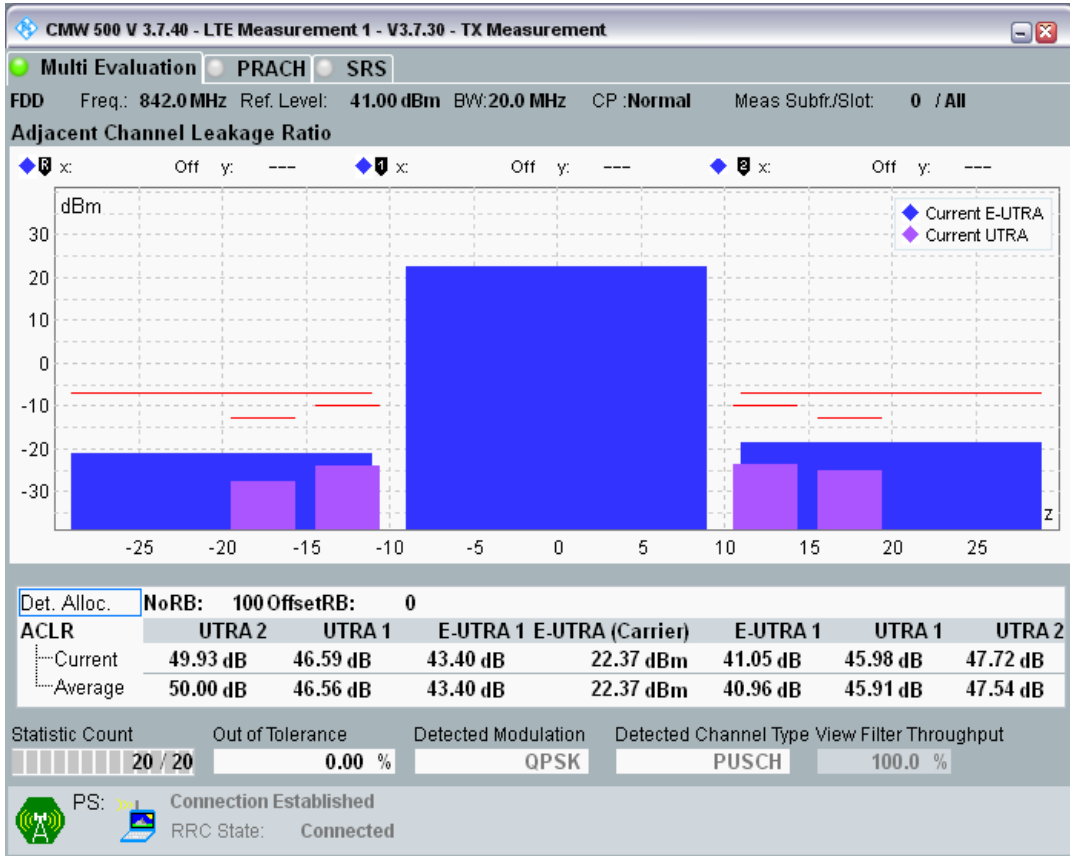 CMW 500 V 3.7.40 - LTE Measurement 1 - V3.7.30 - TX Measurement
Multi Evaluation PRACH SRS
FDD Freq.: 842.0 MHz Ref. Level: 41.00 dBm BW: 20.0 MHz CP :Normal Meas Subfr./Slot: 0 / All
Adjacent Channel Leakage Ratio
R x: Off y: --- 1 x: Off y: --- 2 x: Off y: ---
dBm
Current E-UTRA
Current UTRA
30
20
10
0
-10
-20
-30
z
-25 -20 -15 -10 -5 0 5 10 15 20 25
Det. Alloc. NoRB: 100 OffsetRB: 0
ACLR UTRA 2 UTRA 1 E-UTRA 1 E-UTRA (Carrier) E-UTRA 1 UTRA 1 UTRA 2
Current 49.93 dB 46.59 dB 43.40 dB 22.37 dBm 41.05 dB 45.98 dB 47.72 dB
Average 50.00 dB 46.56 dB 43.40 dB 22.37 dBm 40.96 dB 45.91 dB 47.54 dB
Statistic Count Out of Tolerance Detected Modulation Detected Channel Type View Filter Throughput
20 / 20 0.00 % QPSK PUSCH 100.0 %
PS: Connection Established
RRC State: Connected